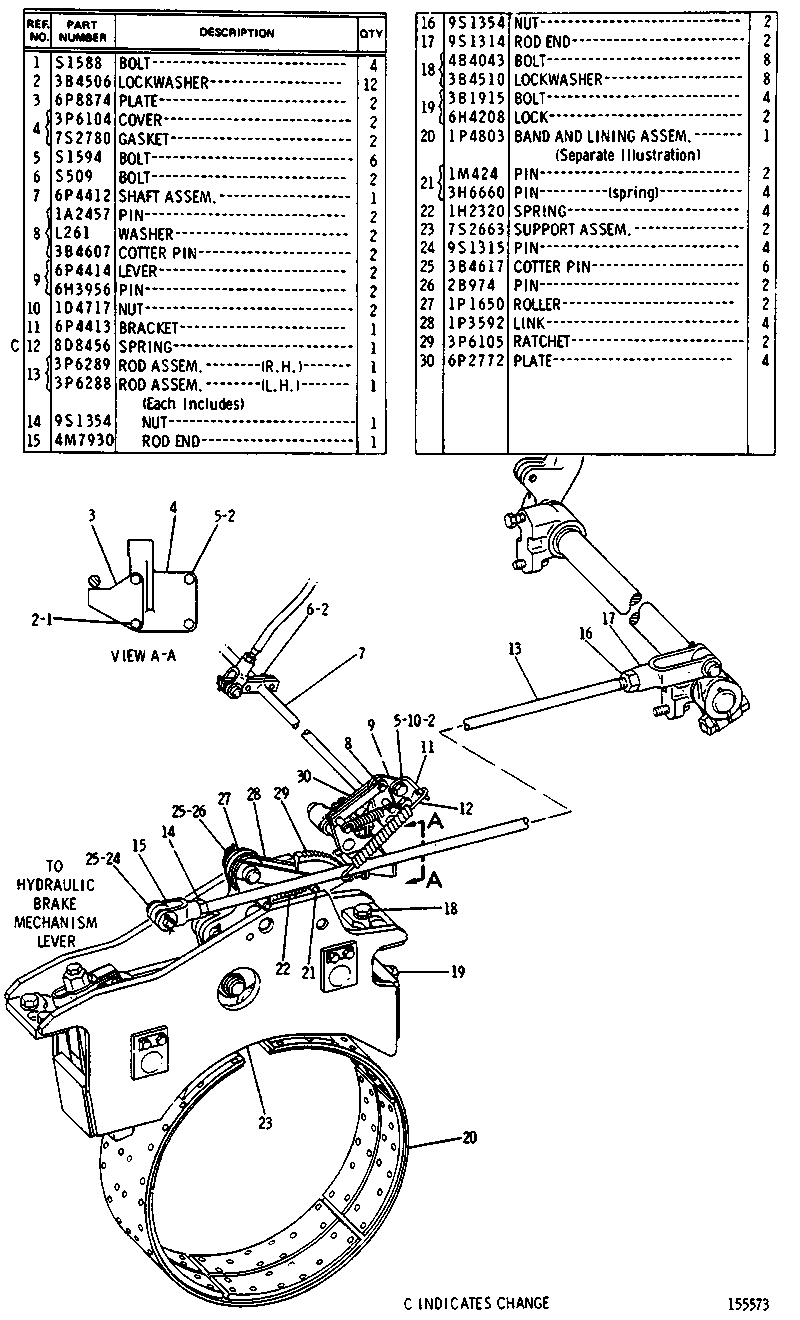 REF. NO. PART NUMBER DESCRIPTION QTY
1 S1588 BOLT 4
2 3B4506 LOCKWASHER 12
3 6P8874 PLATE 2
4 3P6104 COVER 2
7S2780 GASKET 2
5 S1594 BOLT 6
6 S509 BOLT 2
7 6P4412 SHAFT ASSEM. 1
8 1A2457 PIN 2
L261 WASHER 2
3B4607 COTTER PIN 2
9 6P4414 LEVER 2
6H3956 PIN 2
10 1D4717 NUT 2
11 6P4413 BRACKET 1
C 12 8D8456 SPRING 1
13 3P6289 ROD ASSEM. (R.H.) 1
3P6288 ROD ASSEM. (L.H.) 1
(Each Includes)
14 9S1354 NUT 1
15 4M7930 ROD END 1
16 9S1354 NUT 2
17 9S1314 ROD END 2
18 4B4043 BOLT 8
3B4510 LOCKWASHER 8
19 3B1915 BOLT 4
6H4208 LOCK 2
20 1P4803 BAND AND LINING ASSEM. 1
(Separate Illustration)
21 1M424 PIN 2
3H6660 PIN (spring) 4
22 1H2320 SPRING 4
23 7S2663 SUPPORT ASSEM. 2
24 9S1315 PIN 4
25 3B4617 COTTER PIN 6
26 2B974 PIN 2
27 1P1650 ROLLER 2
28 1P3592 LINK 4
29 3P6105 RATCHET 2
30 6P2772 PLATE 4
3
4
5-2
2-1
VIEW A-A
6-2
7
13
16
17
8
9
5-10-2
11
30
12
A
A
25-26
27
28
29
14
15
25-24
TO
HYDRAULIC
BRAKE
MECHANISM
LEVER
18
19
22
21
23
20
C INDICATES CHANGE
155573